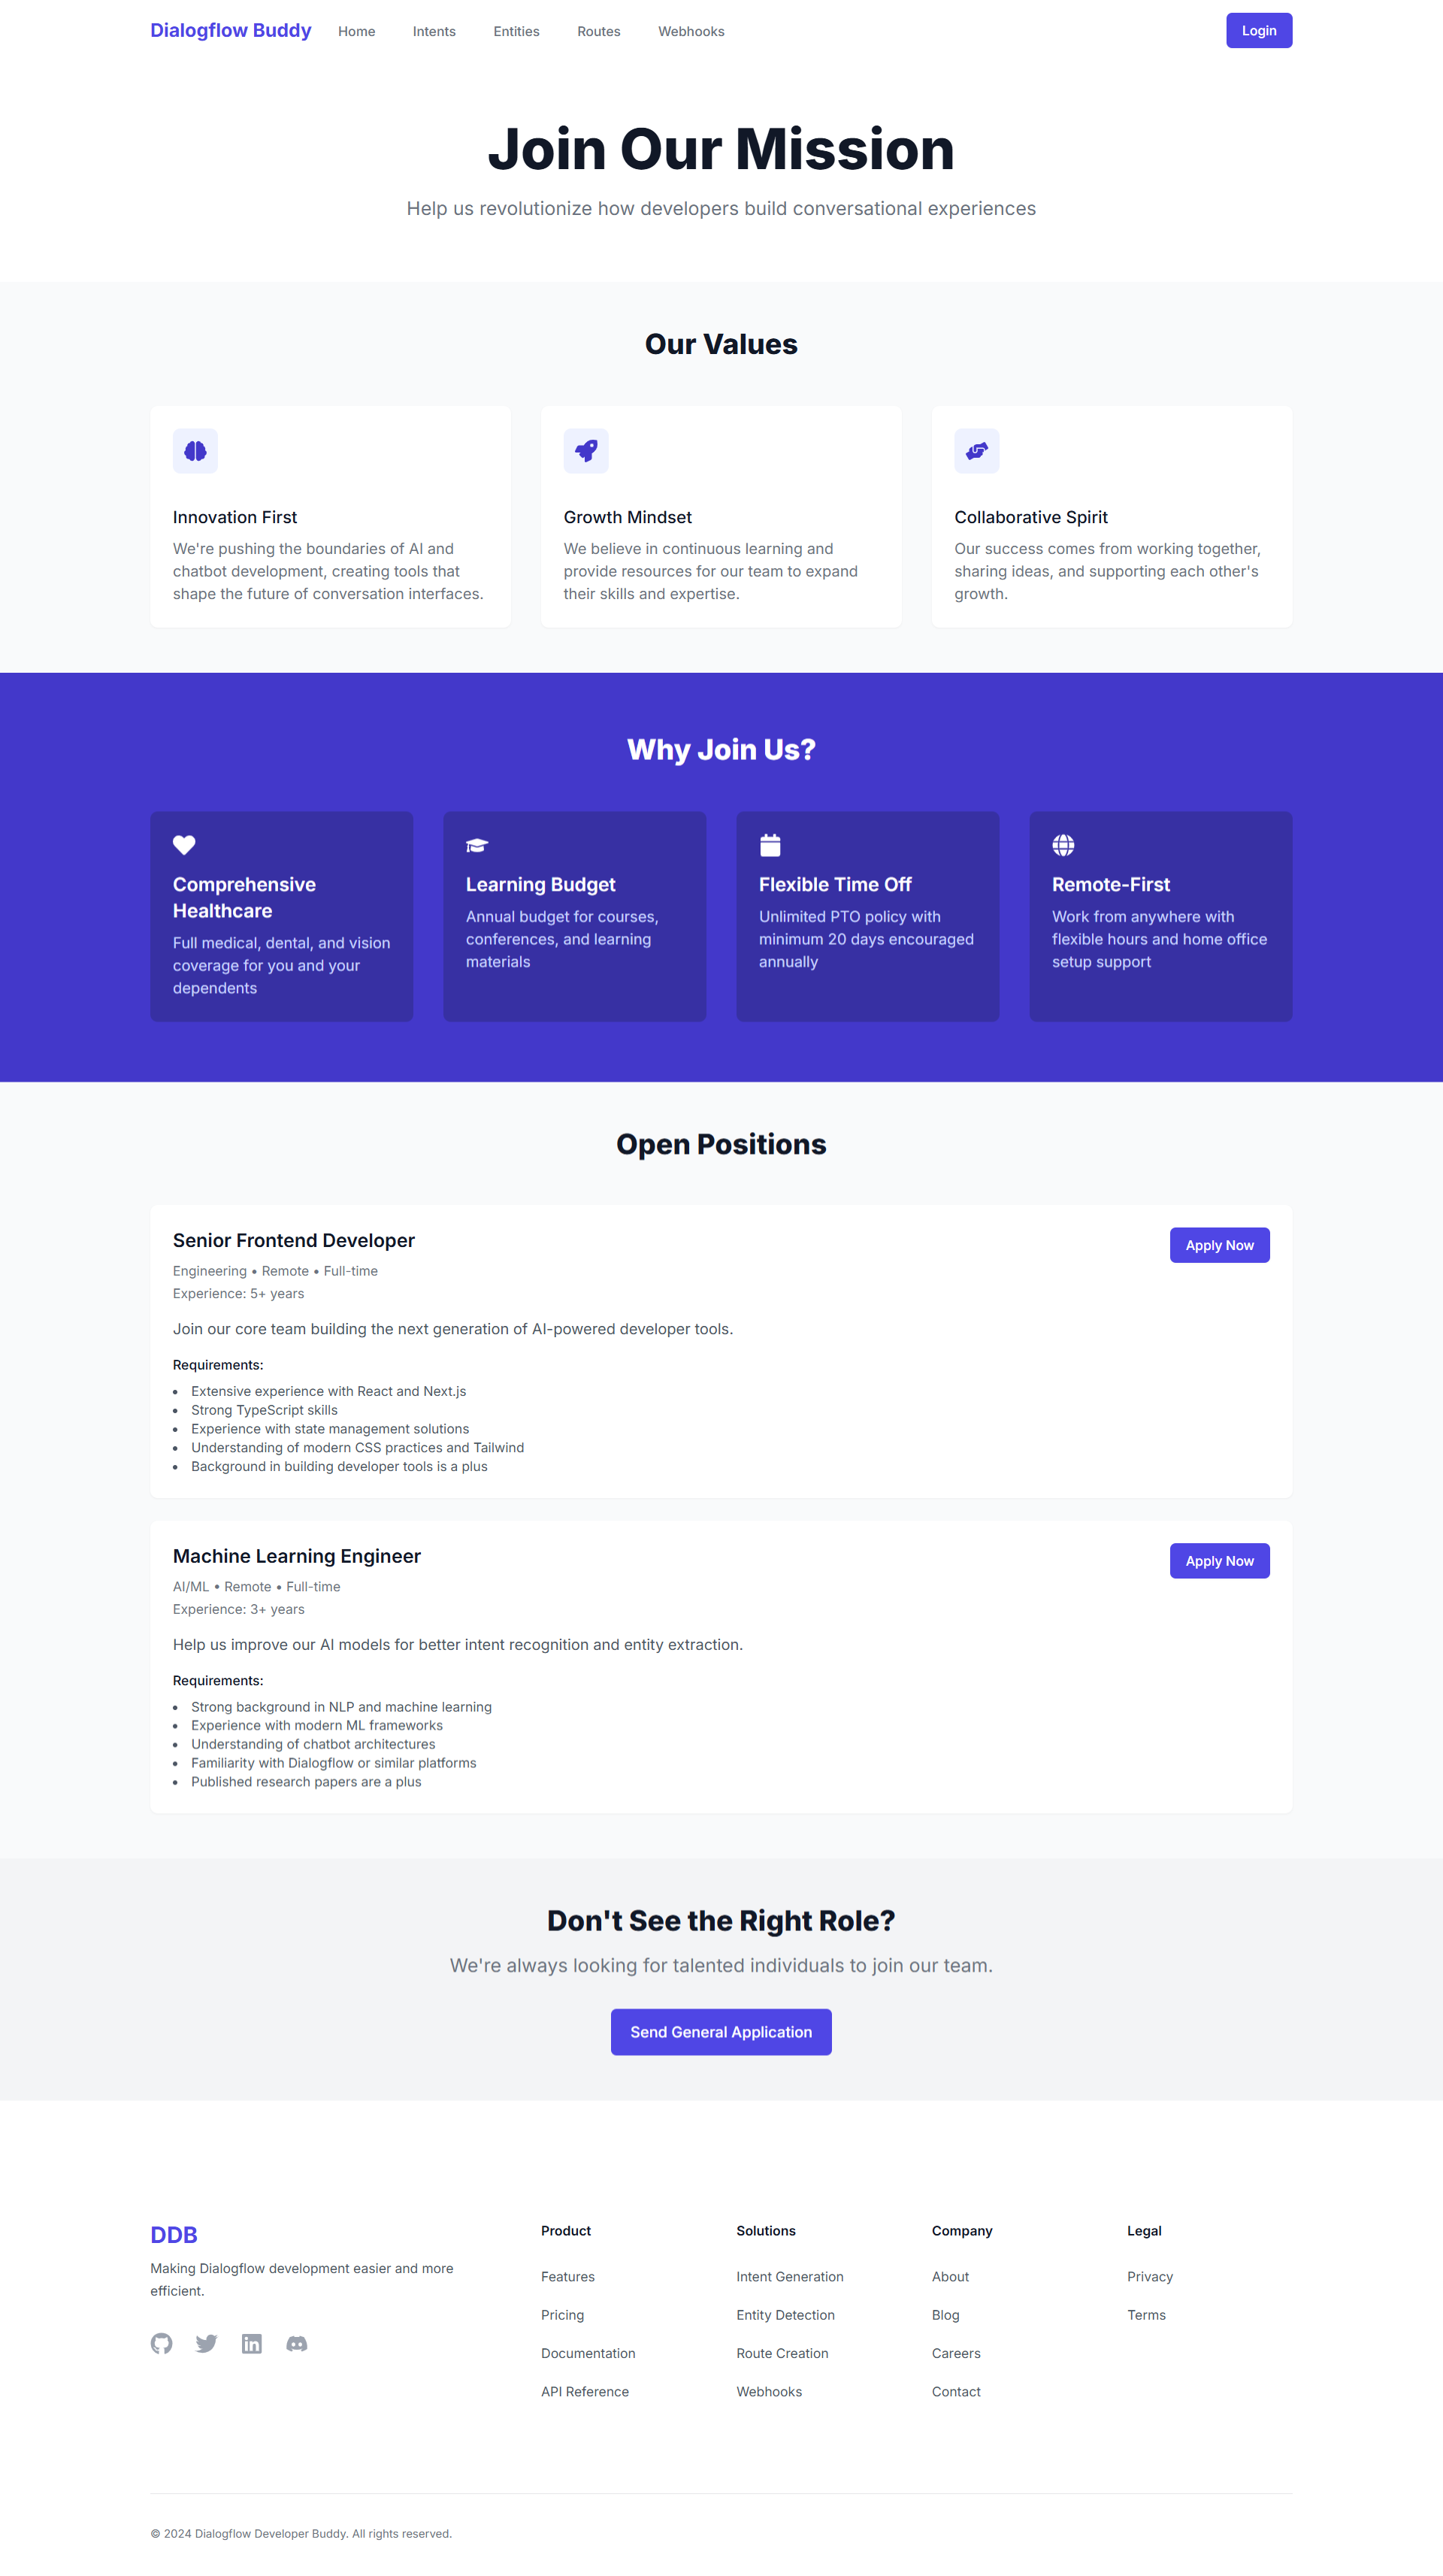 Dialogflow Buddy Home Intents Entities Routes Webhooks Login
Join Our Mission
Help us revolutionize how developers build conversational experiences
Our Values
Innovation First
We're pushing the boundaries of AI and
chatbot development, creating tools that
shape the future of conversation interfaces.
Growth Mindset
We believe in continuous learning and
provide resources for our team to expand
their skills and expertise.
Collaborative Spirit
Our success comes from working together,
sharing ideas, and supporting each other's
growth.
Why Join Us?
Comprehensive
Healthcare
Full medical, dental, and vision
coverage for you and your
dependents
Learning Budget
Annual budget for courses,
conferences, and learning
materials
Flexible Time Off
Unlimited PTO policy with
minimum 20 days encouraged
annually
Remote-First
Work from anywhere with
flexible hours and home office
setup support
Open Positions
Senior Frontend Developer
Apply Now
Engineering • Remote • Full-time
Experience: 5+ years
Join our core team building the next generation of AI-powered developer tools.
Requirements:
• Extensive experience with React and Next.js
• Strong TypeScript skills
• Experience with state management solutions
• Understanding of modern CSS practices and Tailwind
• Background in building developer tools is a plus
Machine Learning Engineer
Apply Now
AI/ML • Remote • Full-time
Experience: 3+ years
Help us improve our AI models for better intent recognition and entity extraction.
Requirements:
• Strong background in NLP and machine learning
• Experience with modern ML frameworks
• Understanding of chatbot architectures
• Familiarity with Dialogflow or similar platforms
• Published research papers are a plus
Don't See the Right Role?
We're always looking for talented individuals to join our team.
Send General Application
DDB
Making Dialogflow development easier and more
efficient.
Product
Features
Pricing
Documentation
API Reference
Solutions
Intent Generation
Entity Detection
Route Creation
Webhooks
Company
About
Blog
Careers
Contact
Legal
Privacy
Terms
© 2024 Dialogflow Developer Buddy. All rights reserved.